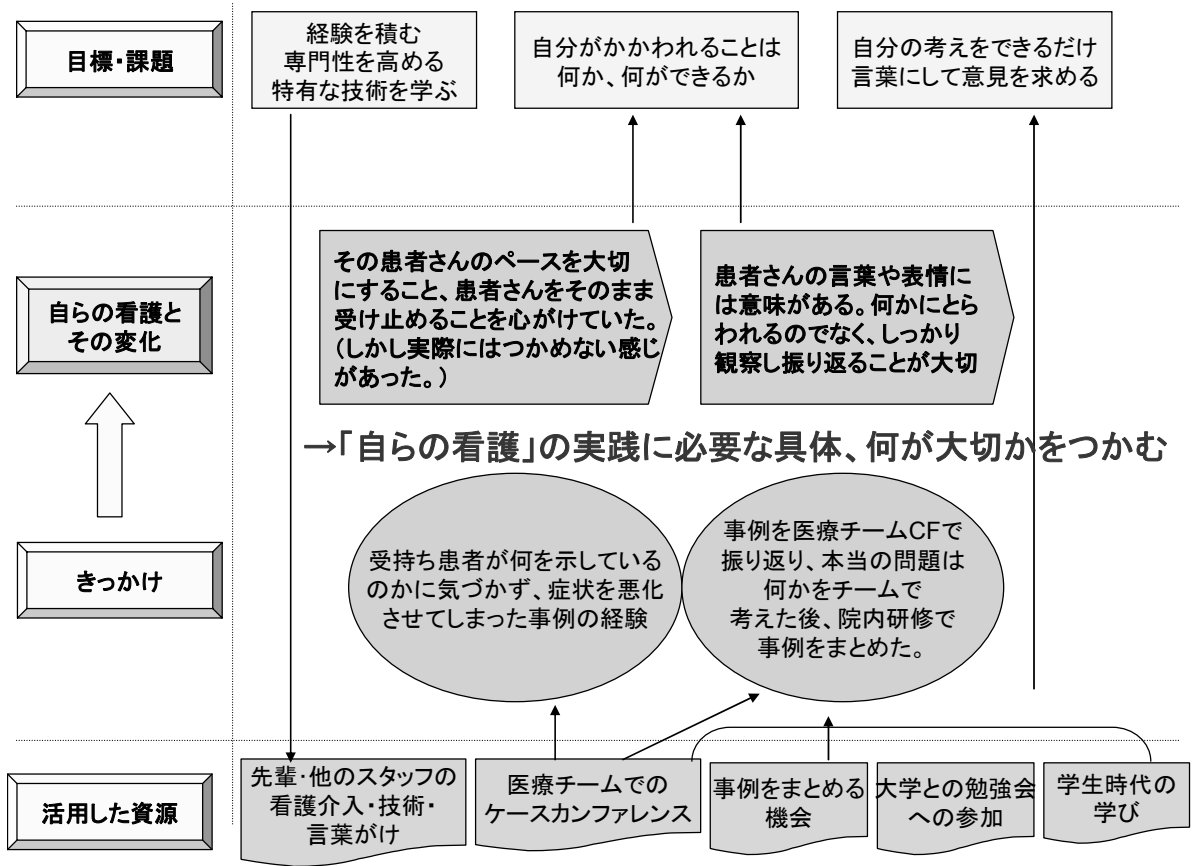 目標・課題
経験を積む
専門性を高める
特有な技術を学ぶ
自分がかかわれることは
何か、何ができるか
自分の考えをできるだけ
言葉にして意見を求める
自らの看護と
その変化
その患者さんのペースを大切
にすること、患者さんをそのまま
受け止めることを心がけていた。
(しかし実際にはつかめない感じ
があった。)
患者さんの言葉や表情に
は意味がある。何かにとら
われるのでなく、しっかり
観察し振り返ることが大切
→「自らの看護」の実践に必要な具体、何が大切かをつかむ
きっかけ
受持ち患者が何を示している
のかに気づかず、症状を悪化
させてしまった事例の経験
事例を医療チームCFで
振り返り、本当の問題は
何かをチームで
考えた後、院内研修で
事例をまとめた。
活用した資源
先輩・他のスタッフの
看護介入・技術・
言葉がけ
医療チームでの
ケースカンファレンス
事例をまとめる
機会
大学との勉強会
への参加
学生時代の
学び